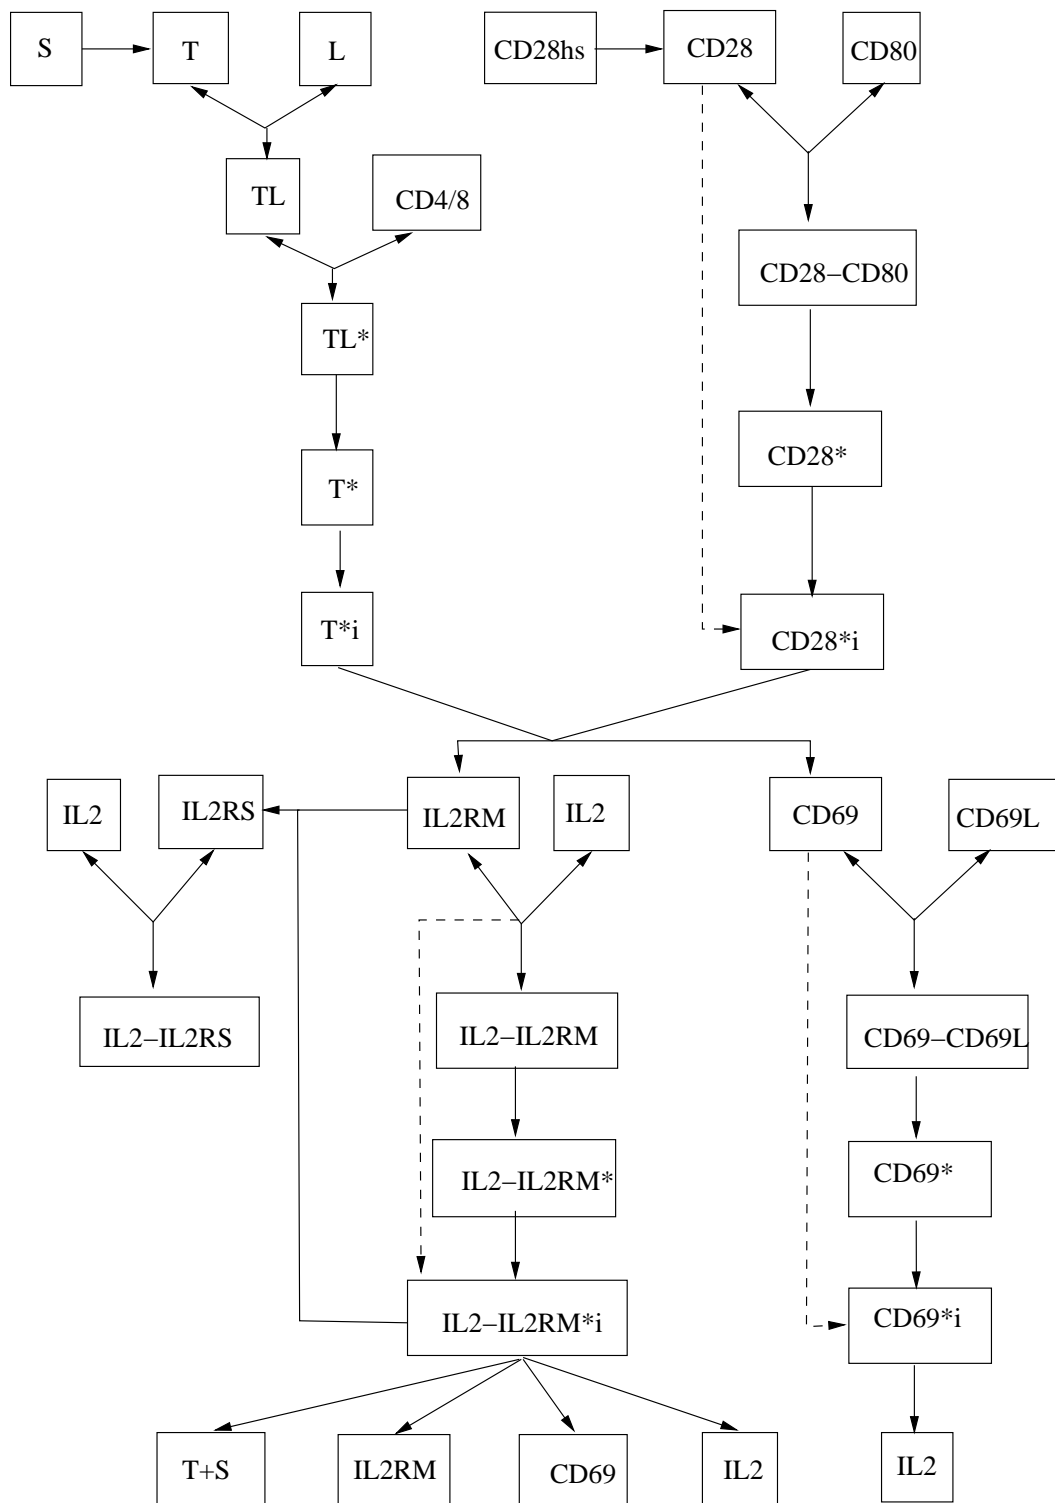 S
T
L
CD28hs
CD28
CD80
TL
CD4/8
CD28–CD80
TL*
CD28*
T*
T*i
CD28*i
IL2
IL2RS
IL2RM
IL2
CD69
CD69L
IL2–IL2RS
IL2–IL2RM
CD69–CD69L
IL2–IL2RM*
CD69*
IL2–IL2RM*i
CD69*i
T+S
IL2RM
CD69
IL2
IL2